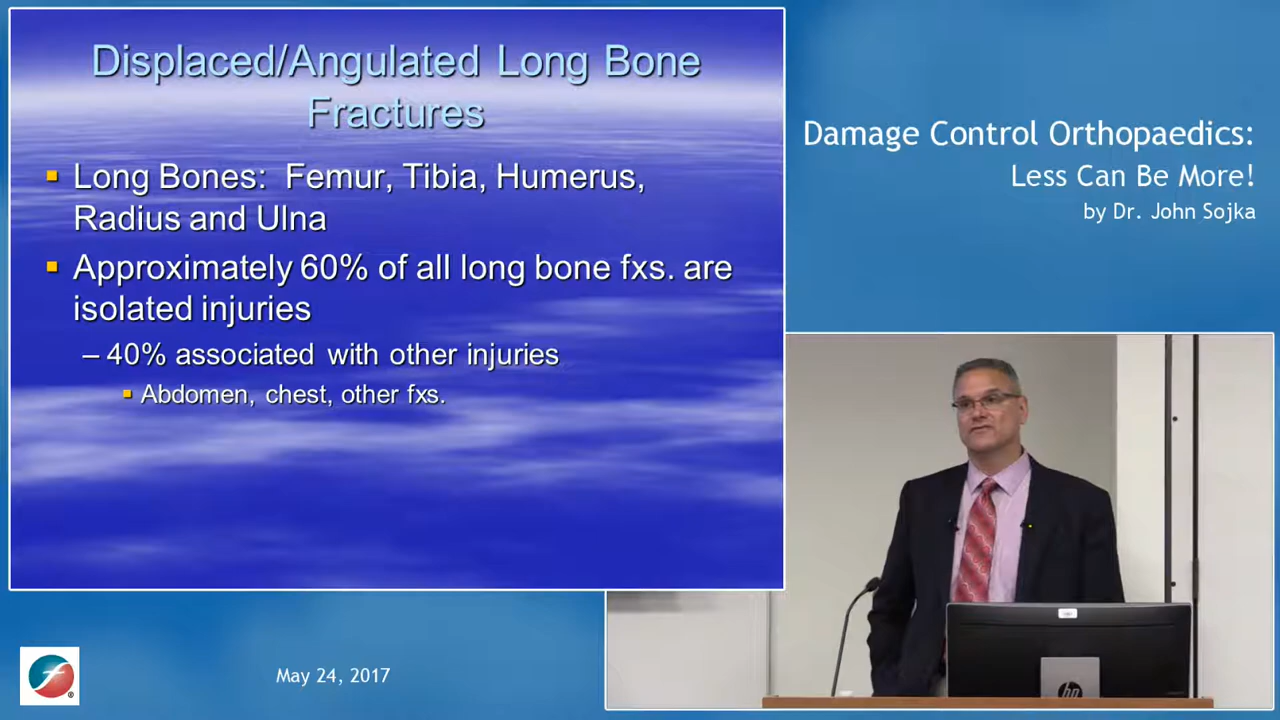 Displaced/Angulated Long Bone
Fractures
▪ Long Bones: Femur, Tibia, Humerus,
Radius and Ulna
▪ Approximately 60% of all long bone fxs. are
isolated injuries
– 40% associated with other injuries
▪ Abdomen, chest, other fxs.
Damage Control Orthopaedics:
Less Can Be More!
by Dr. John Sojka
hp
May 24, 2017
f
®